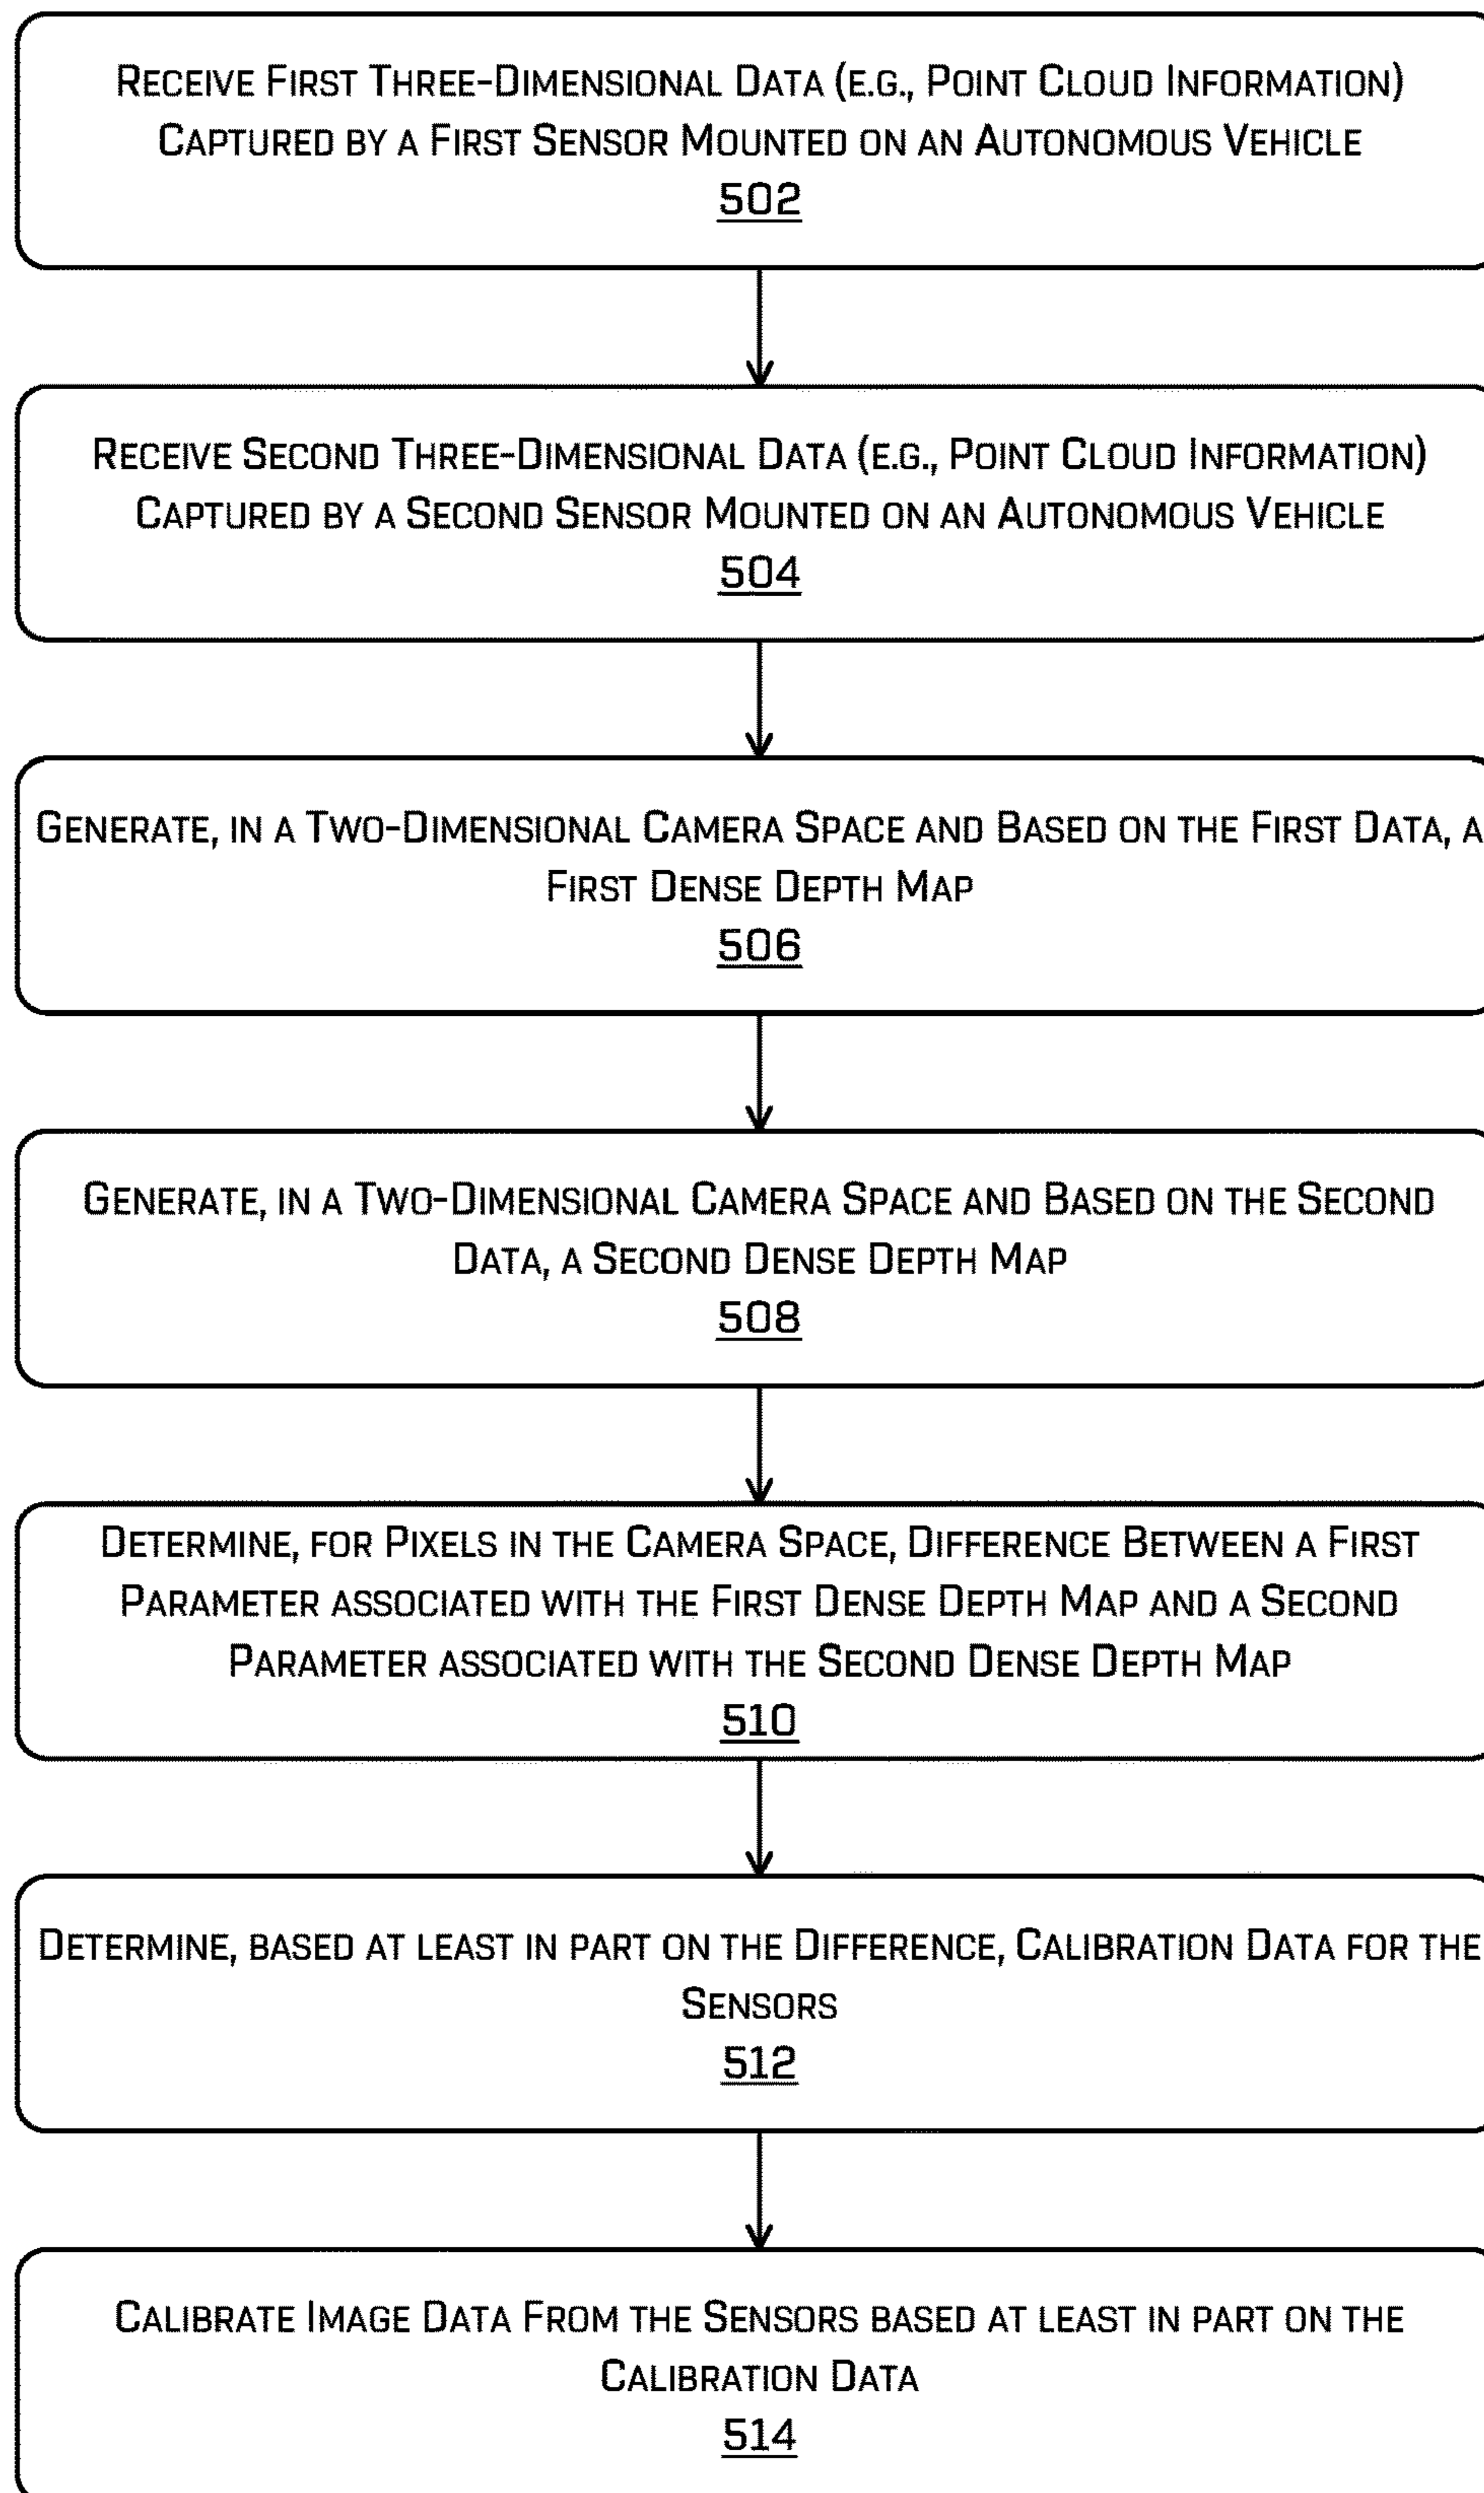 Receive First Three-Dimensional Data (e.g., Point Cloud Information)
Captured by a First Sensor Mounted on an Autonomous Vehicle
502
Receive Second Three-Dimensional Data (e.g., Point Cloud Information)
Captured by a Second Sensor Mounted on an Autonomous Vehicle
504
Generate, in a Two-Dimensional Camera Space and Based on the First Data, a
First Dense Depth Map
506
Generate, in a Two-Dimensional Camera Space and Based on the Second
Data, a Second Dense Depth Map
508
Determine, for Pixels in the Camera Space, Difference Between a First
Parameter associated with the First Dense Depth Map and a Second
Parameter associated with the Second Dense Depth Map
510
Determine, based at least in part on the Difference, Calibration Data for the
Sensors
512
Calibrate Image Data From the Sensors based at least in part on the
Calibration Data
514